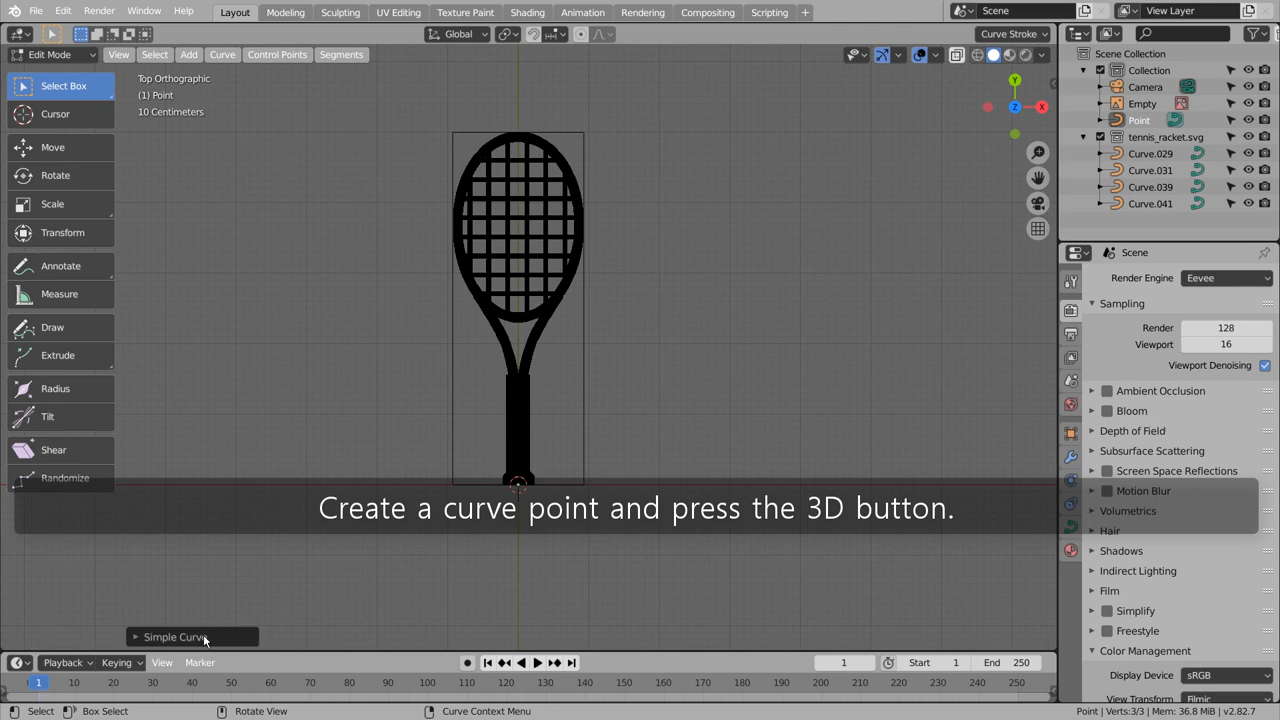 File Edit Render Window Help Layout Modeling Sculpting UV Editing Texture Paint Shading Animation Rendering Compositing Scripting + Scene View Layer
Global Curve Stroke
Edit Mode View Select Add Curve Control Points Segments
Select Box
Cursor
Move
Rotate
Scale
Transform
Annotate
Measure
Draw
Extrude
Radius
Tilt
Shear
Randomize
Top Orthographic
(1) Point
10 Centimeters
Y
Z X
Create a curve point and press the 3D button.
Simple Curve
Scene Collection
Collection
Camera
Empty
Point
tennis_racket.svg
Curve.029
Curve.031
Curve.039
Curve.041
Scene
Render Engine Eevee
Sampling
Render 128
Viewport 16
Viewport Denoising
Ambient Occlusion
Bloom
Depth of Field
Subsurface Scattering
Screen Space Reflections
Motion Blur
Volumetrics
Hair
Shadows
Indirect Lighting
Film
Simplify
Freestyle
Color Management
Display Device sRGB
View Transform Filmic
Playback Keying View Marker 1 Start 1 End 250
1 10 20 30 40 50 60 70 80 90 100 110 120 130 140 150 160 170 180 190 200 210 220 230 240 250
Select Box Select Rotate View Curve Context Menu Point | Verts:3/3 | Mem: 36.8 MiB | v2.82.7